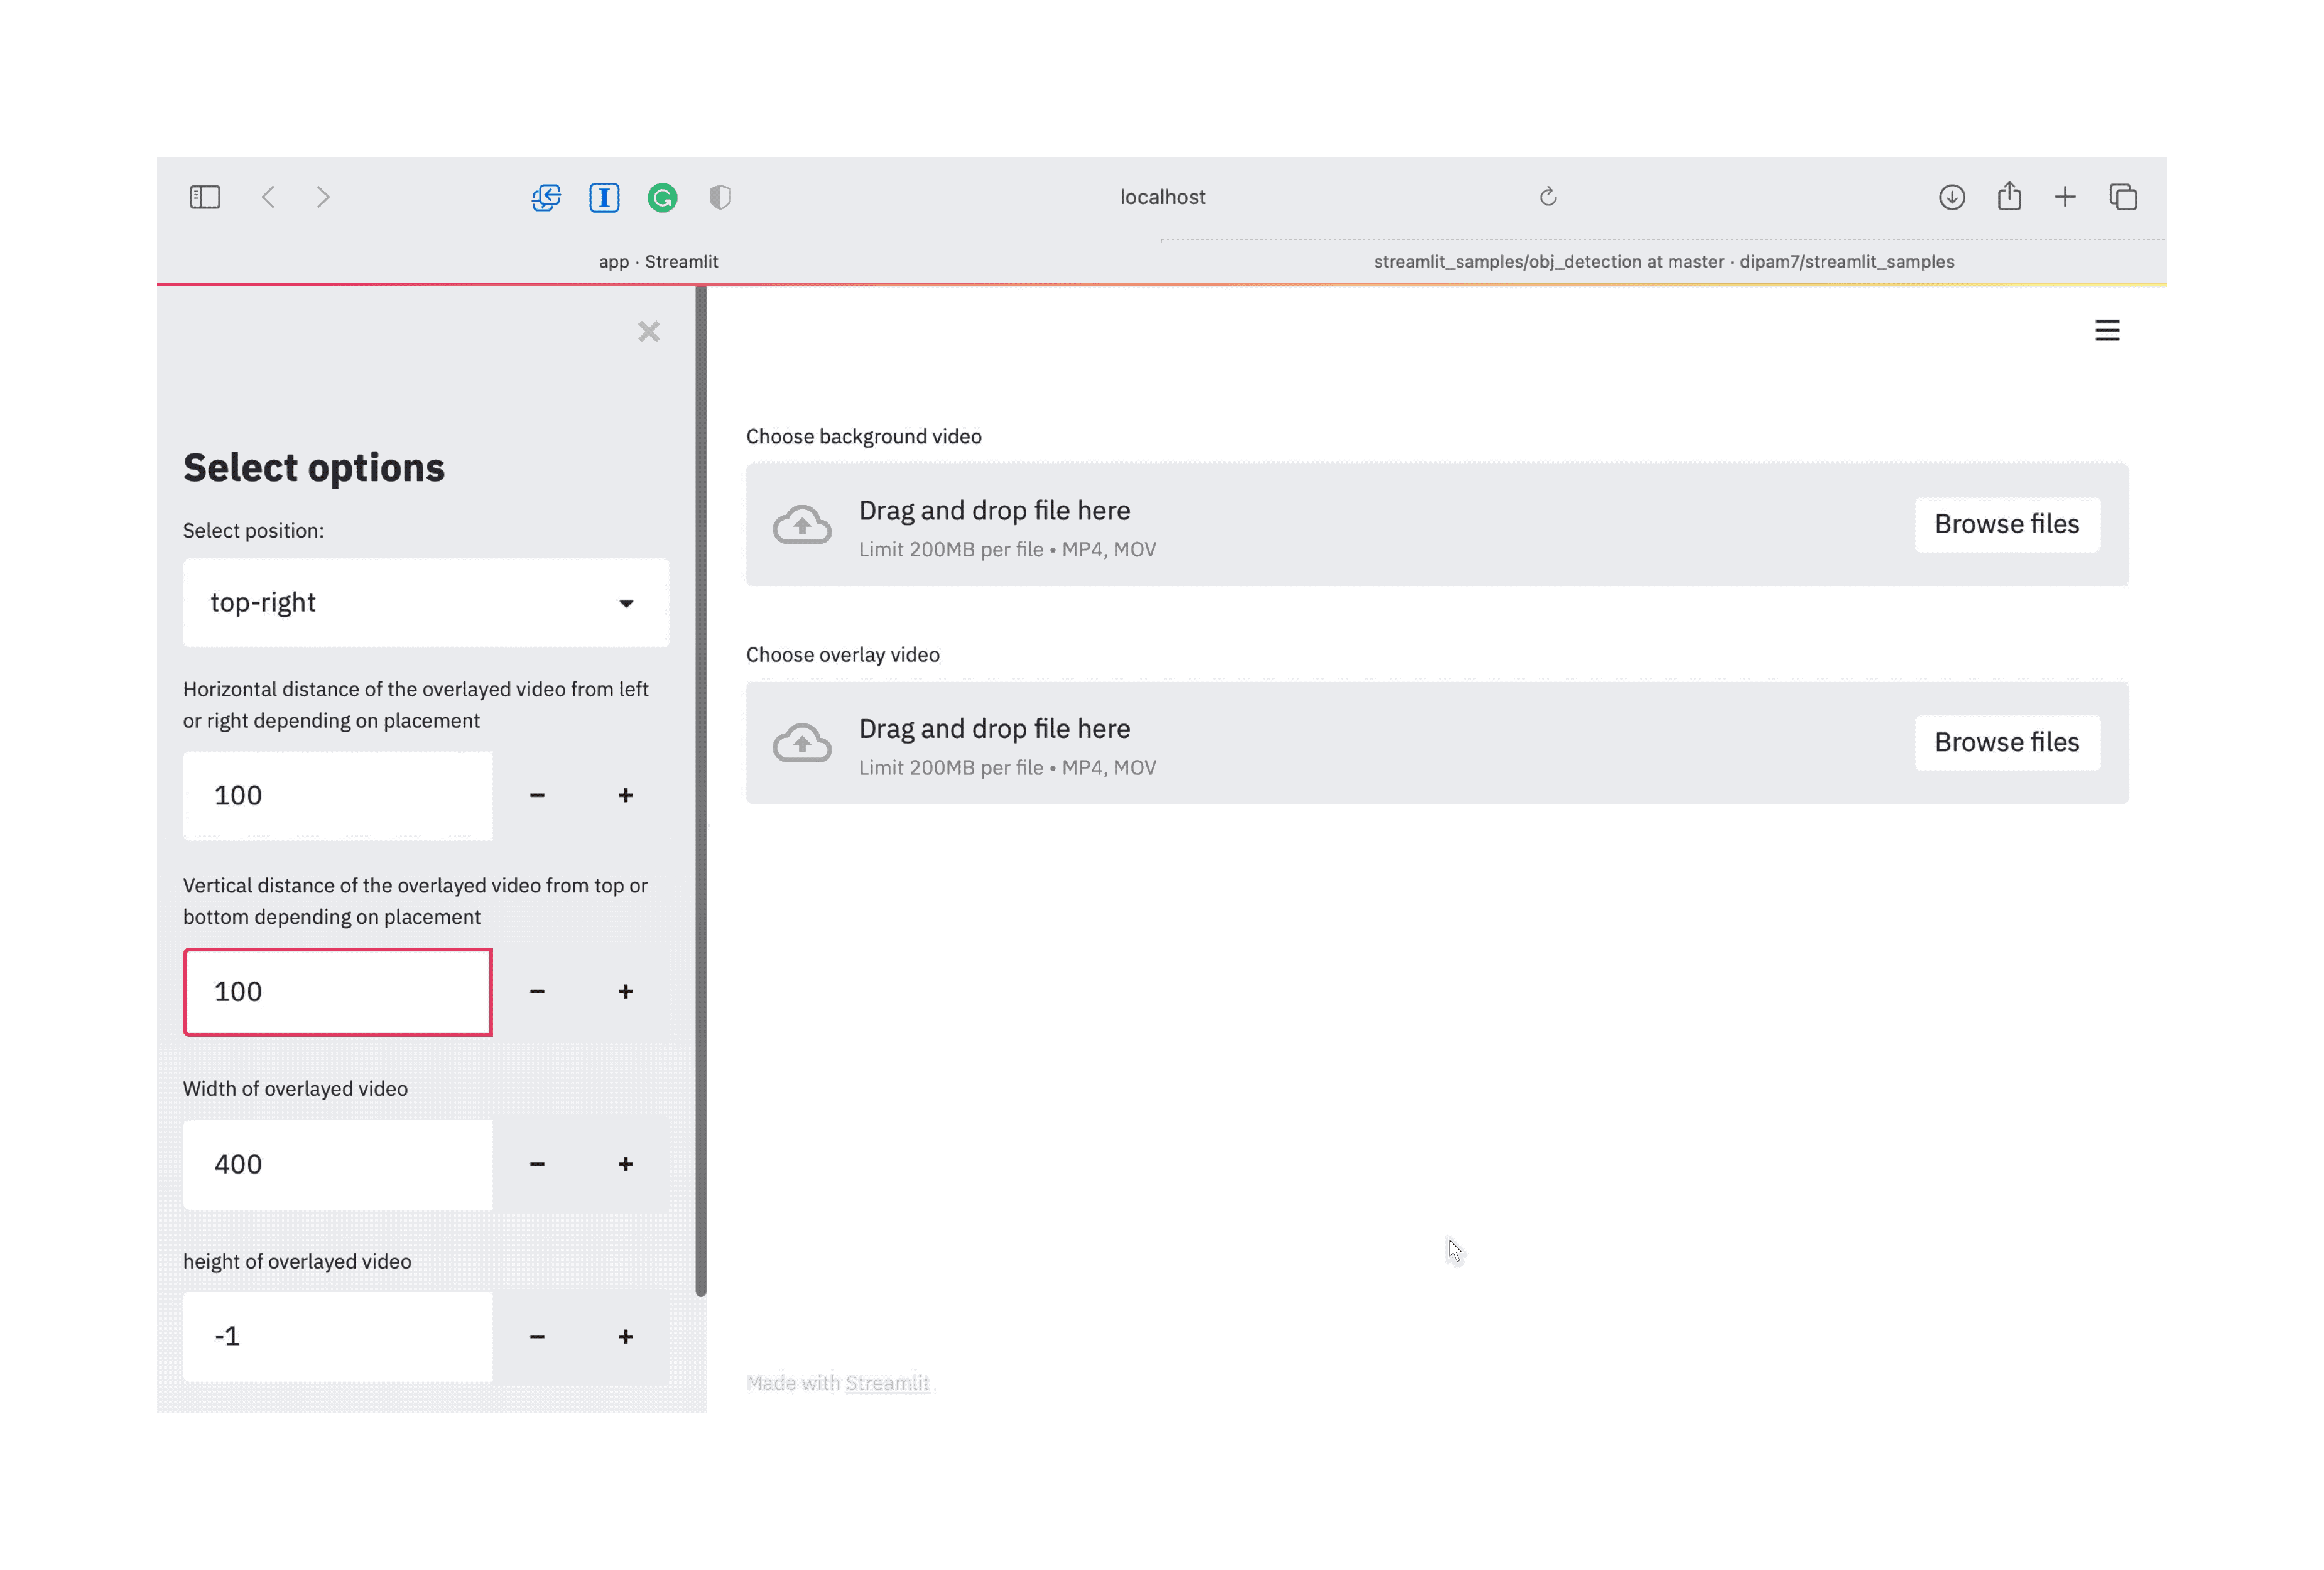 localhost
app · Streamlit
streamlit_samples/obj_detection at master · dipam7/streamlit_samples
Select options
Select position:
top-right
Horizontal distance of the overlayed video from left
or right depending on placement
100
Vertical distance of the overlayed video from top or
bottom depending on placement
100
Width of overlayed video
400
height of overlayed video
-1
Choose background video
Drag and drop file here
Limit 200MB per file • MP4, MOV
Browse files
Choose overlay video
Drag and drop file here
Limit 200MB per file • MP4, MOV
Browse files
Made with Streamlit